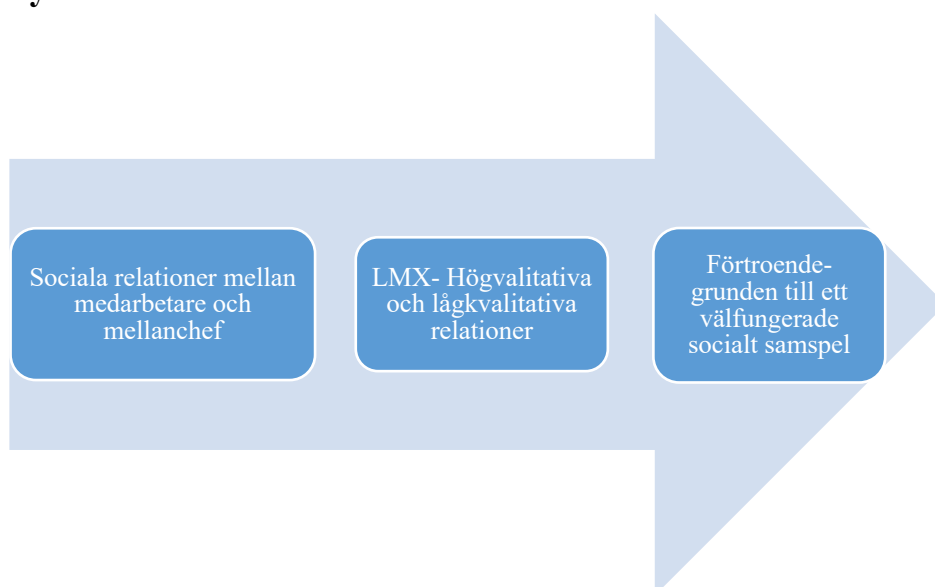 Sociala relationer mellan
medarbetare och
mellanchef
LMX- Högvalitativa
och lågkvalitativa
relationer
Förtroende-
grunden till ett
välfungerade
socialt samspel